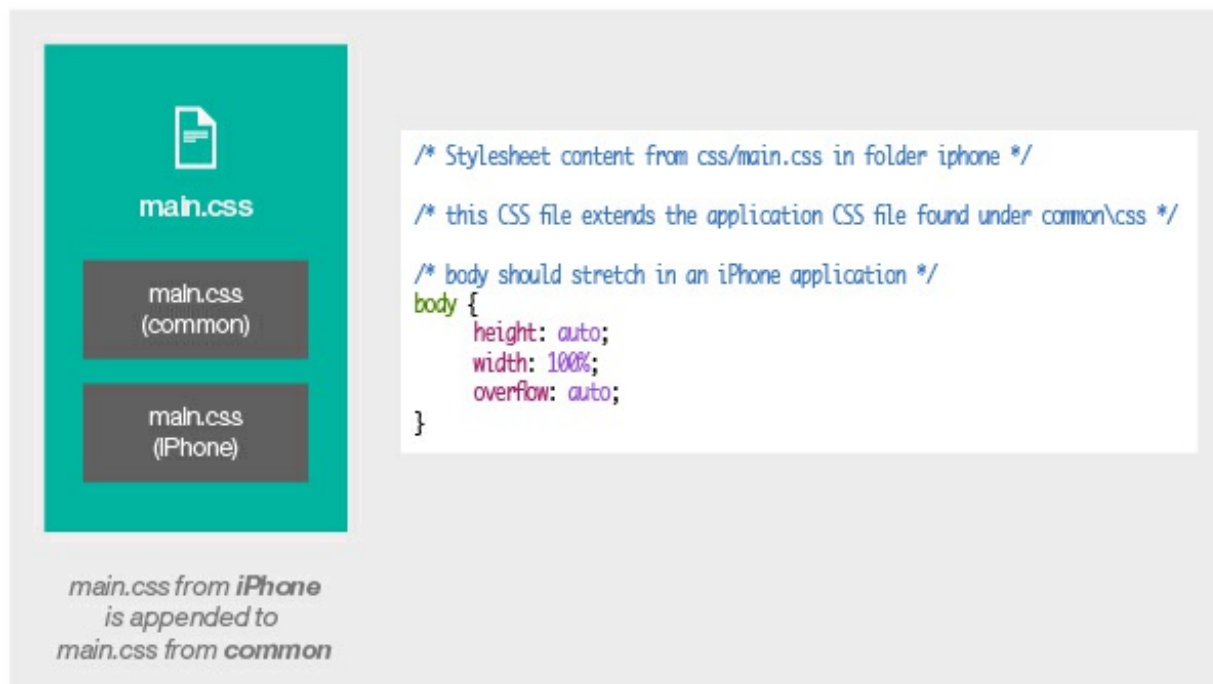 main.css
main.css
(common)
main.css
(iPhone)
main.css from iPhone
is appended to
main.css from common
/* Stylesheet content from css/main.css in folder iphone */
/* this CSS file extends the application CSS file found under common\css */
/* body should stretch in an iPhone application */
body {
height: auto;
width: 100%;
overflow: auto;
}